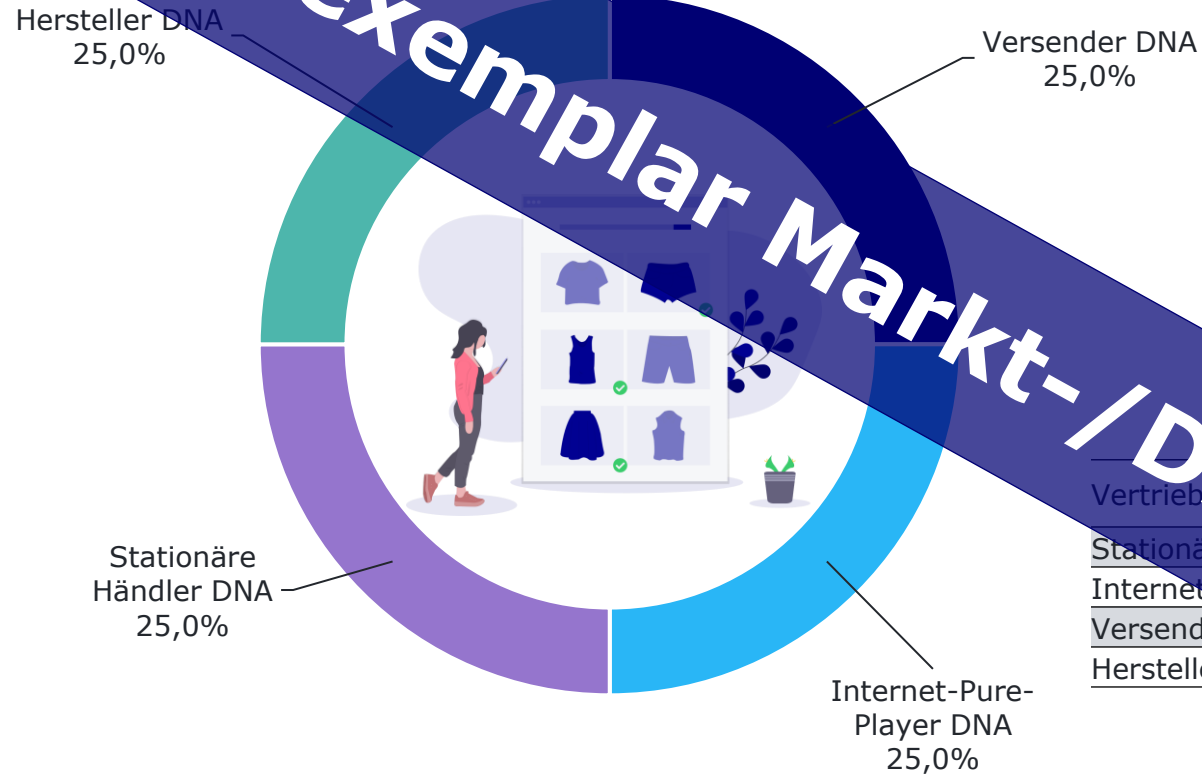 Hersteller DNA
25,0%
Versender DNA
25,0%
exemplar Markt-/D
Stationäre
Händler DNA
25,0%
Internet-Pure-
Player DNA
25,0%
Vertrieb
Stationä
Internet
Versend
Herstelle